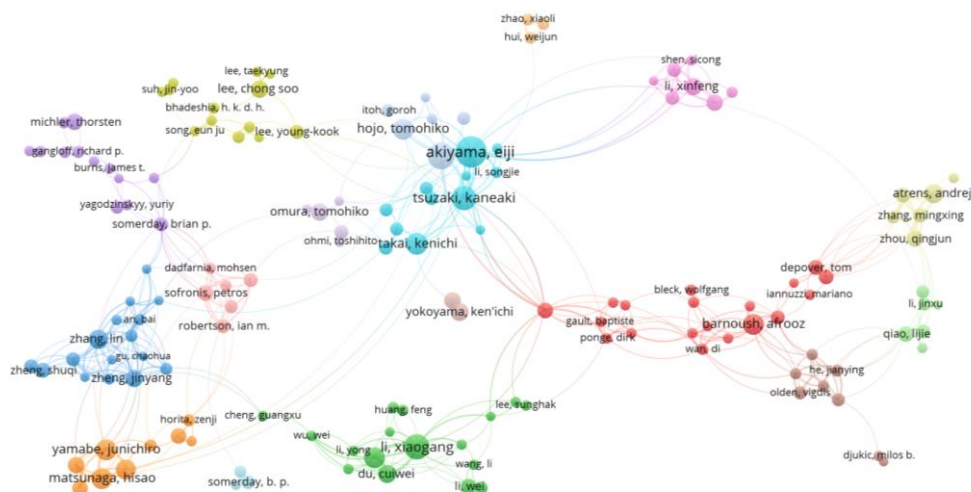 zhao, xiaoli
hui, weijun
shen, sicong
li, xinfeng
lee, taekyung
suh, jin-yoo
lee, chong soo
bhadeshia, h. k. d. h.
itoh, goroh
michler, thorsten
song, eun ju
lee, young-kook
hojo, tomohiko
gangloff, richard p.
akiyama, eiji
burns, james t.
li, songjie
atrens, andrej
tsuzaki, kaneaki
yagodzinskyy, yuriy
omura, tomohiko
zhang, mingxing
somerday, brian p.
ohmi, toshihito
takai, kenichi
zhou, qingjun
dadfarnia, mohsen
depover, tom
sofronis, petros
bleck, wolfgang
iannuzzi, mariano
an, bai
yokoyama, ken'ichi
li, jinxu
robertson, ian m.
gault, baptiste
barnoush, afrooz
zhang, lin
ponge, dirk
qiao, lijie
gu, chaohua
wan, di
zheng, shuqi
zheng, jinyang
he, jianying
olden, vigdis
lee, sunghak
huang, feng
cheng, guangxu
horita, zenji
wu, wei
yamabe, junichiro
li, yong
li, xiaogang
wang, li
djukic, milos b.
matsunaga, hisao
du, cuiwei
someday, b. p.
li, wei